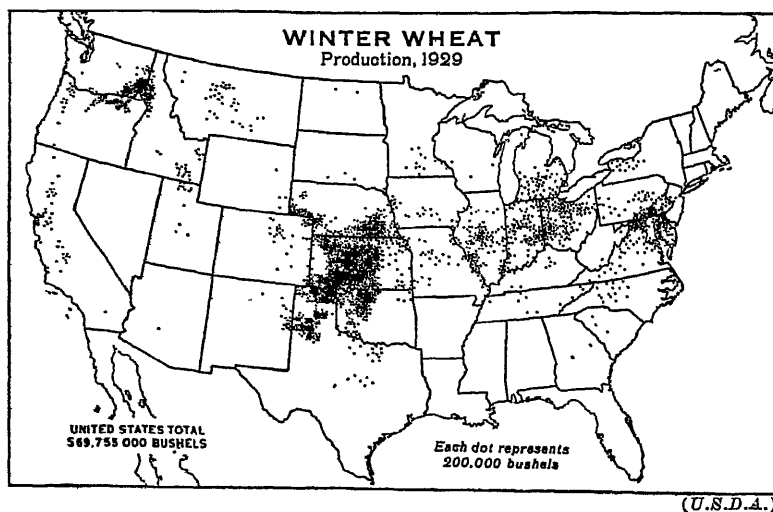 WINTER WHEAT
Production, 1929
UNITED STATES TOTAL
569,755 000 BUSHELS
Each dot represents
200.000 bushels
(U.S.D.A.)